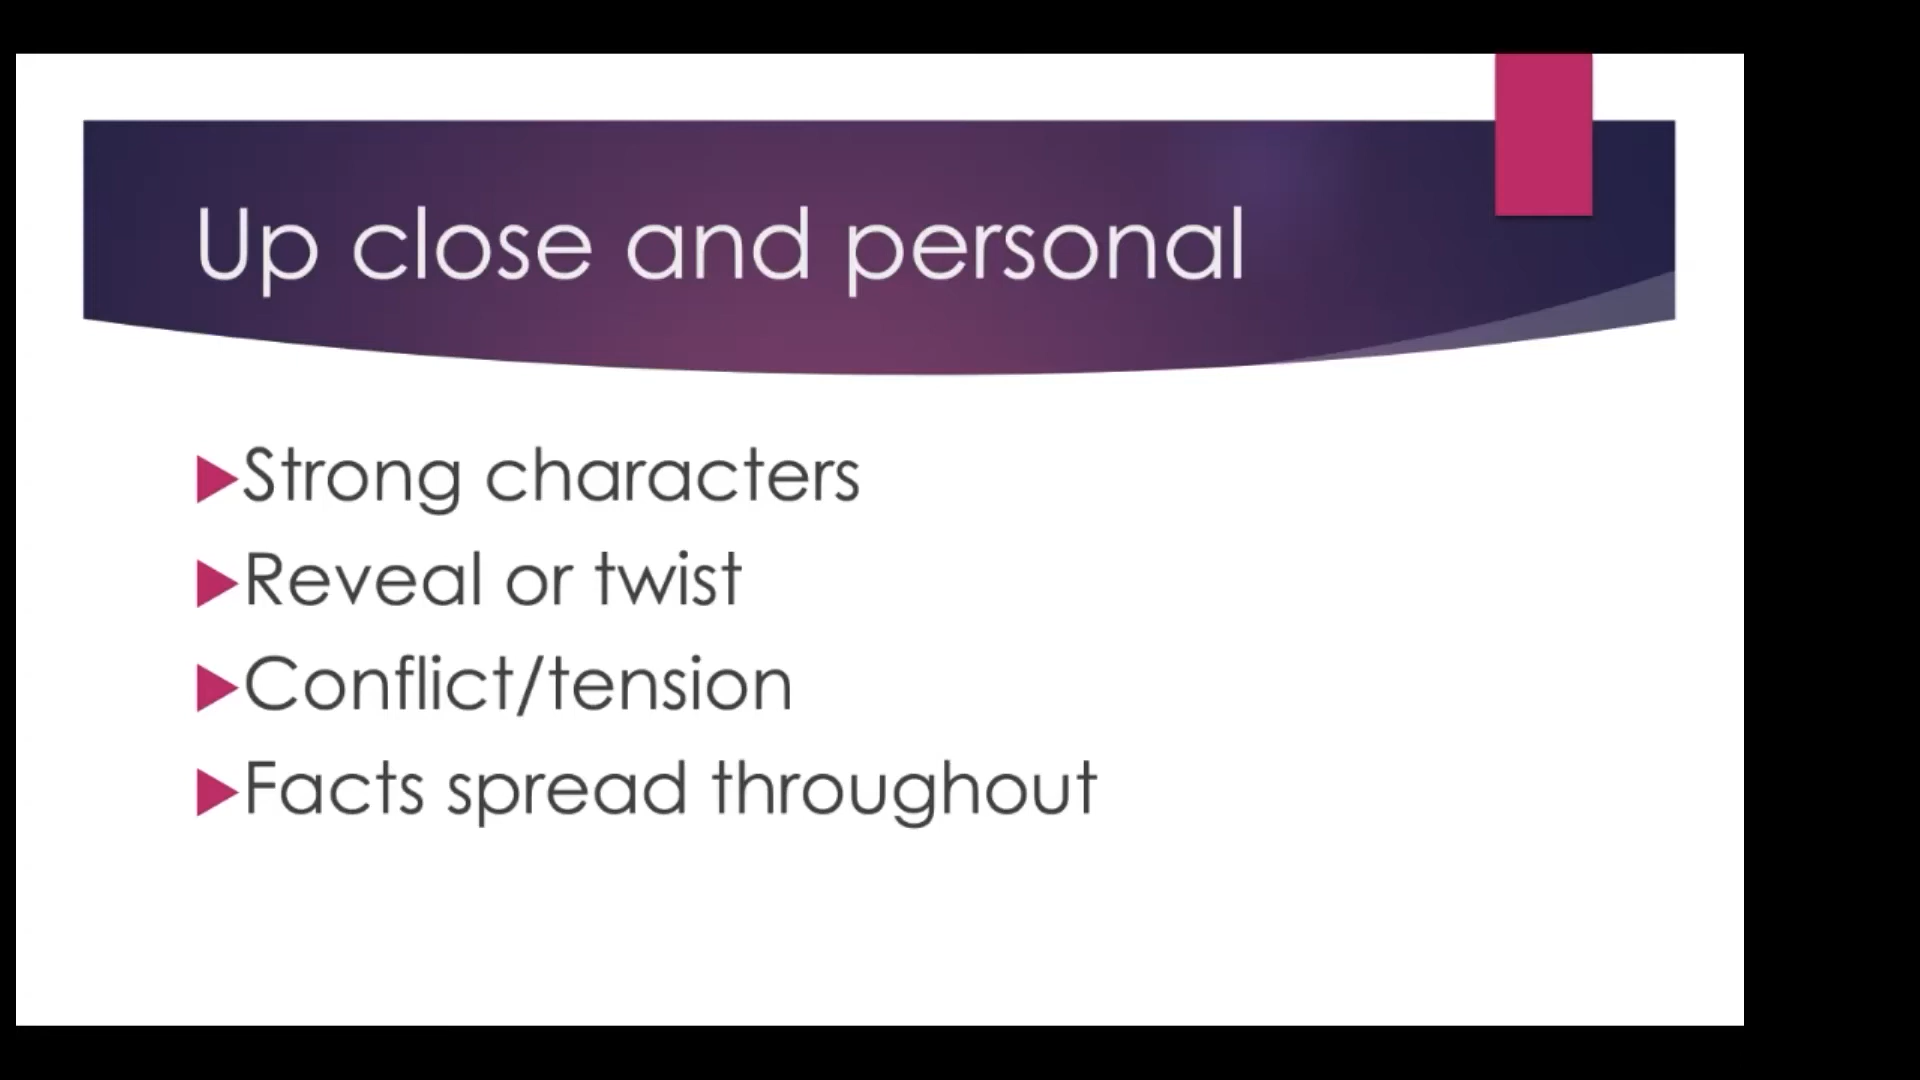 Up close and personal
Strong characters
Reveal or twist
Conflict/tension
Facts spread throughout